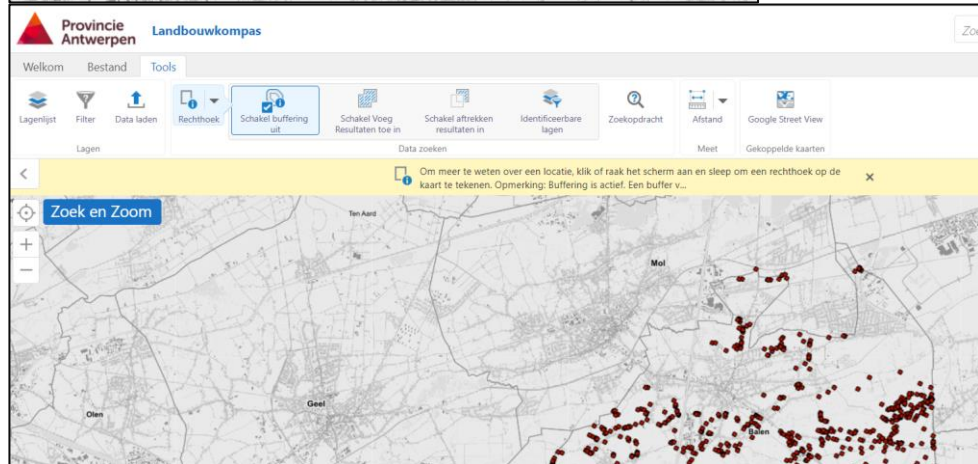 Provincie
Antwerpen
Landbouwkompas
Zoe
Welkom Bestand Tools
Lagenlijst Filter Data laden Rechthoek Schakel buffering
uit
Schakel Voeg
Resultaten toe in
Schakel aftrekken
resultaten in
Identificeerbare
lagen
Zoekopdracht Afstand Google Street View
Lagen Data zoeken Meet Gekoppelde kaarten
Om meer te weten over een locatie, klik of raak het scherm aan en sleep om een rechthoek op de
kaart te tekenen. Opmerking: Buffering is actief. Een buffer v...
Zoek en Zoom
Ten Aard
Mol
Geel
Olen
Balen